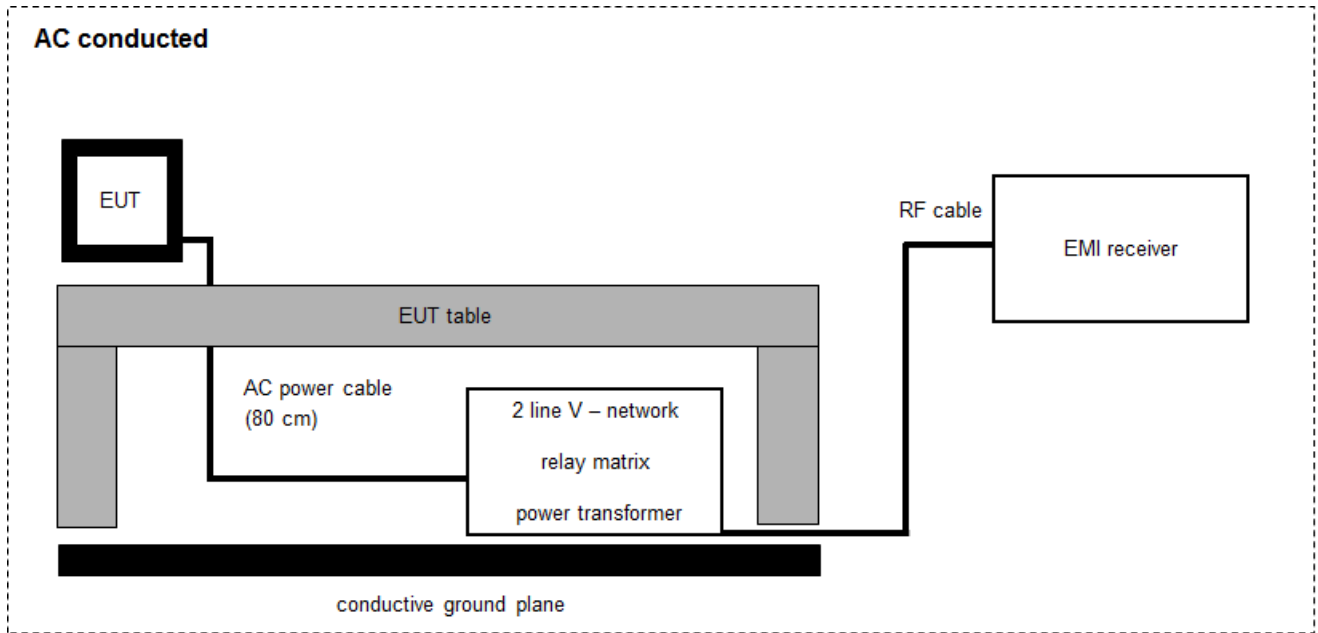 AC conducted
EUT
RF cable
EMI receiver
EUT table
AC power cable
(80 cm)
2 line V – network
relay matrix
power transformer
conductive ground plane